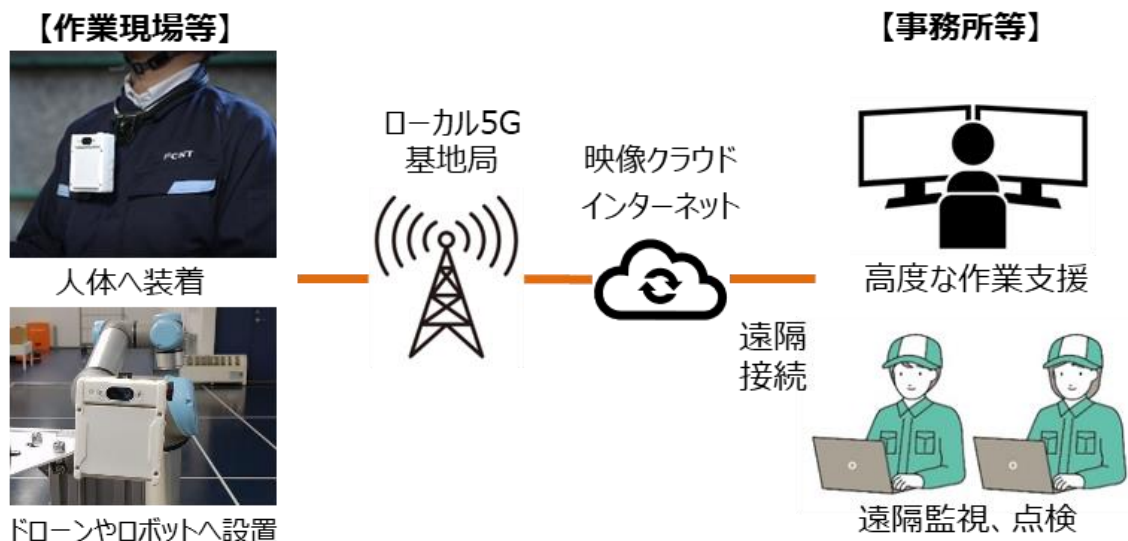 【作業現場等】
【事務所等】
FCNT
人体へ装着
ドローンやロボットへ設置
ローカル5G
基地局
映像クラウド
インターネット
遠隔
接続
高度な作業支援
遠隔監視、点検